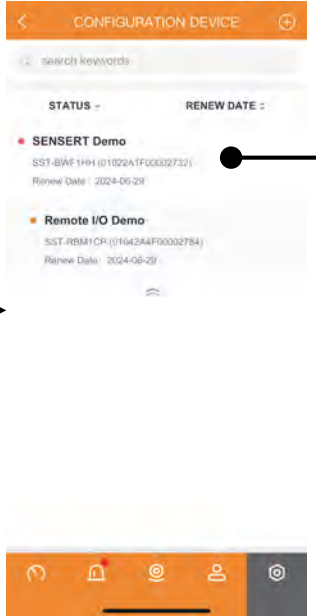 CONFIGURATION DEVICE
search keywords
STATUS RENEW DATE
SENSERT Demo
SST-BWF1HH (01022A1F00002732)
Renew Date : 2024-06-29
Remote I/O Demo
SST-RBM1CP (01042A4F00002784)
Renew Date : 2024-06-29